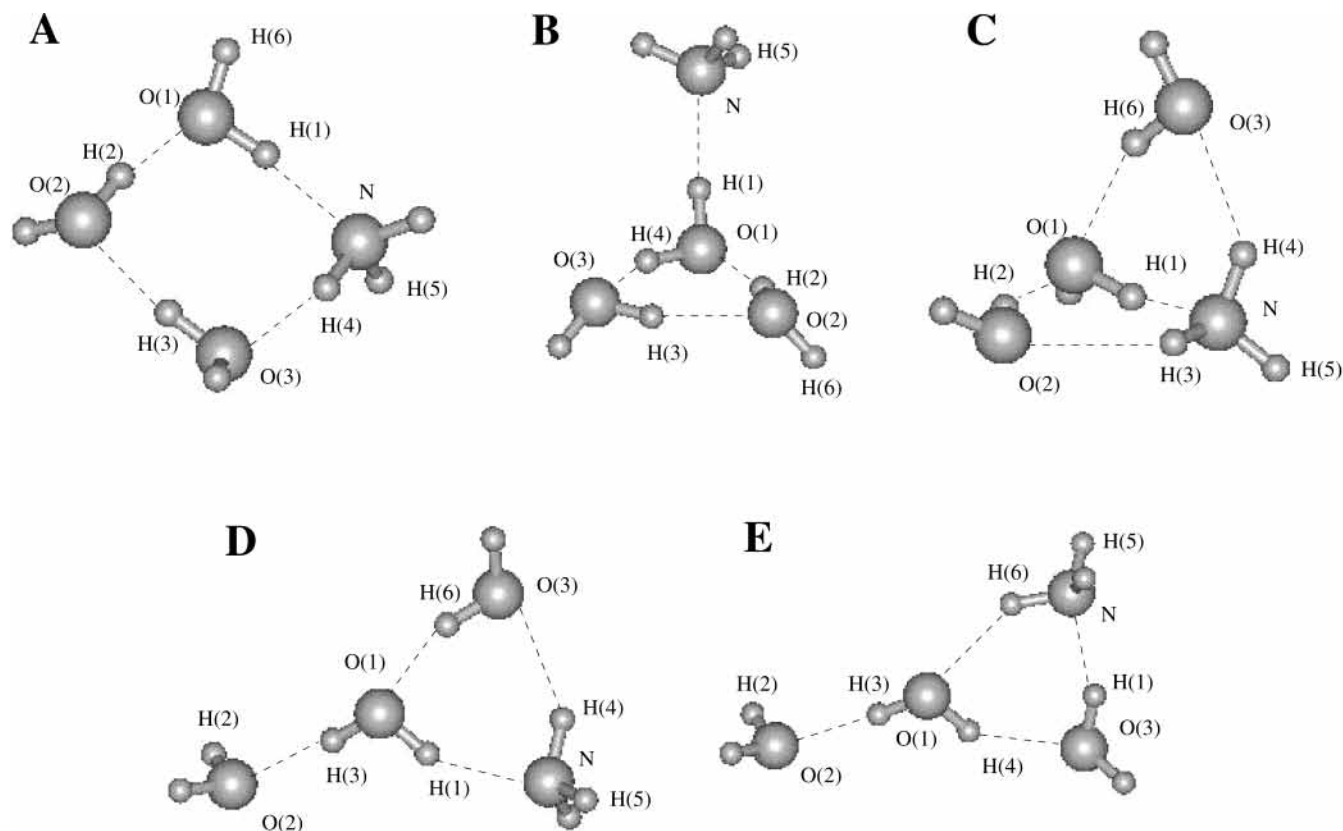 A
H(6)
O(1)
H(1)
H(2)
O(2)
N
H(5)
H(4)
H(3)
O(3)
B
H(5)
N
H(1)
H(4)
O(1)
O(3)
H(2)
O(2)
H(3)
H(6)
C
H(6)
O(3)
O(1)
H(4)
H(2)
H(1)
N
H(3)
H(5)
O(2)
D
H(6)
O(3)
O(1)
H(4)
H(2)
N
H(3)
H(1)
H(5)
O(2)
E
H(5)
H(6)
N
H(2)
H(3)
H(1)
O(3)
O(1)
O(2)
H(4)